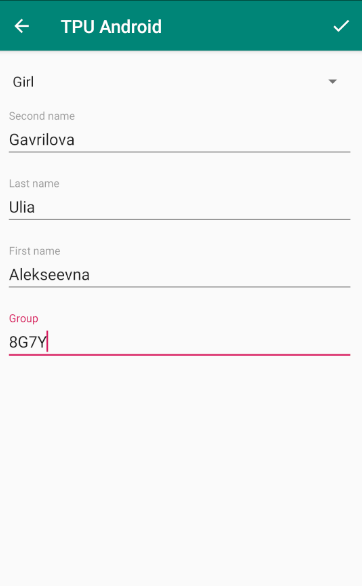 TPU Android
Girl
Second name
Gavrilova
Last name
Ulia
First name
Alekseevna
Group
8G7Y